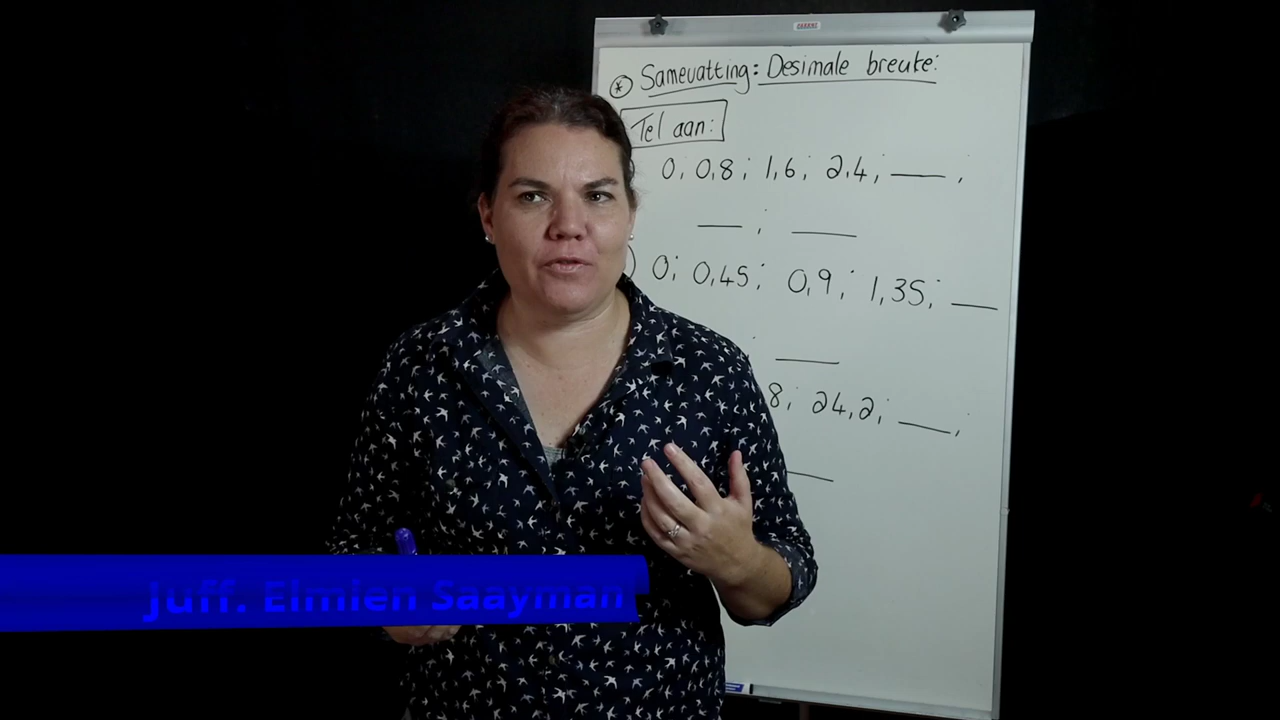 * Samevatting: Desimale breuke:
Tel aan:
0; 0,8; 1,6; 2,4; ___ ;
___ ; ___
) 0; 0,45; 0,9; 1,35; ___
; ___
8; 24,2; ___ ;
___
Juff. Elmien Saayman